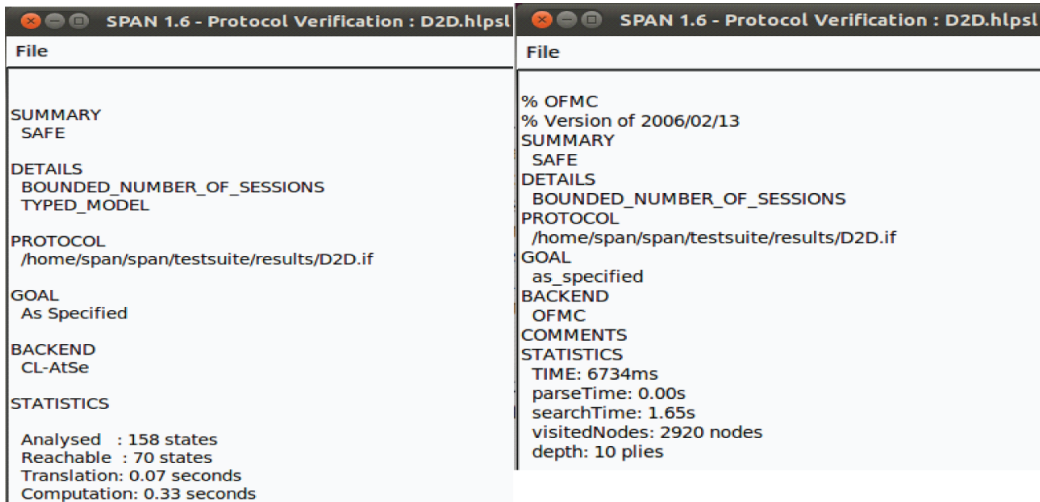 SPAN 1.6 - Protocol Verification : D2D.hlpsl
File
SUMMARY
SAFE
DETAILS
BOUNDED_NUMBER_OF_SESSIONS
TYPED_MODEL
PROTOCOL
/home/span/span/testsuite/results/D2D.if
GOAL
As Specified
BACKEND
CL-AtSe
STATISTICS
Analysed : 158 states
Reachable : 70 states
Translation: 0.07 seconds
Computation: 0.33 seconds
SPAN 1.6 - Protocol Verification : D2D.hlpsl
File
% OFMC
% Version of 2006/02/13
SUMMARY
SAFE
DETAILS
BOUNDED_NUMBER_OF_SESSIONS
PROTOCOL
/home/span/span/testsuite/results/D2D.if
GOAL
as_specified
BACKEND
OFMC
COMMENTS
STATISTICS
TIME: 6734ms
parseTime: 0.00s
searchTime: 1.65s
visitedNodes: 2920 nodes
depth: 10 plies